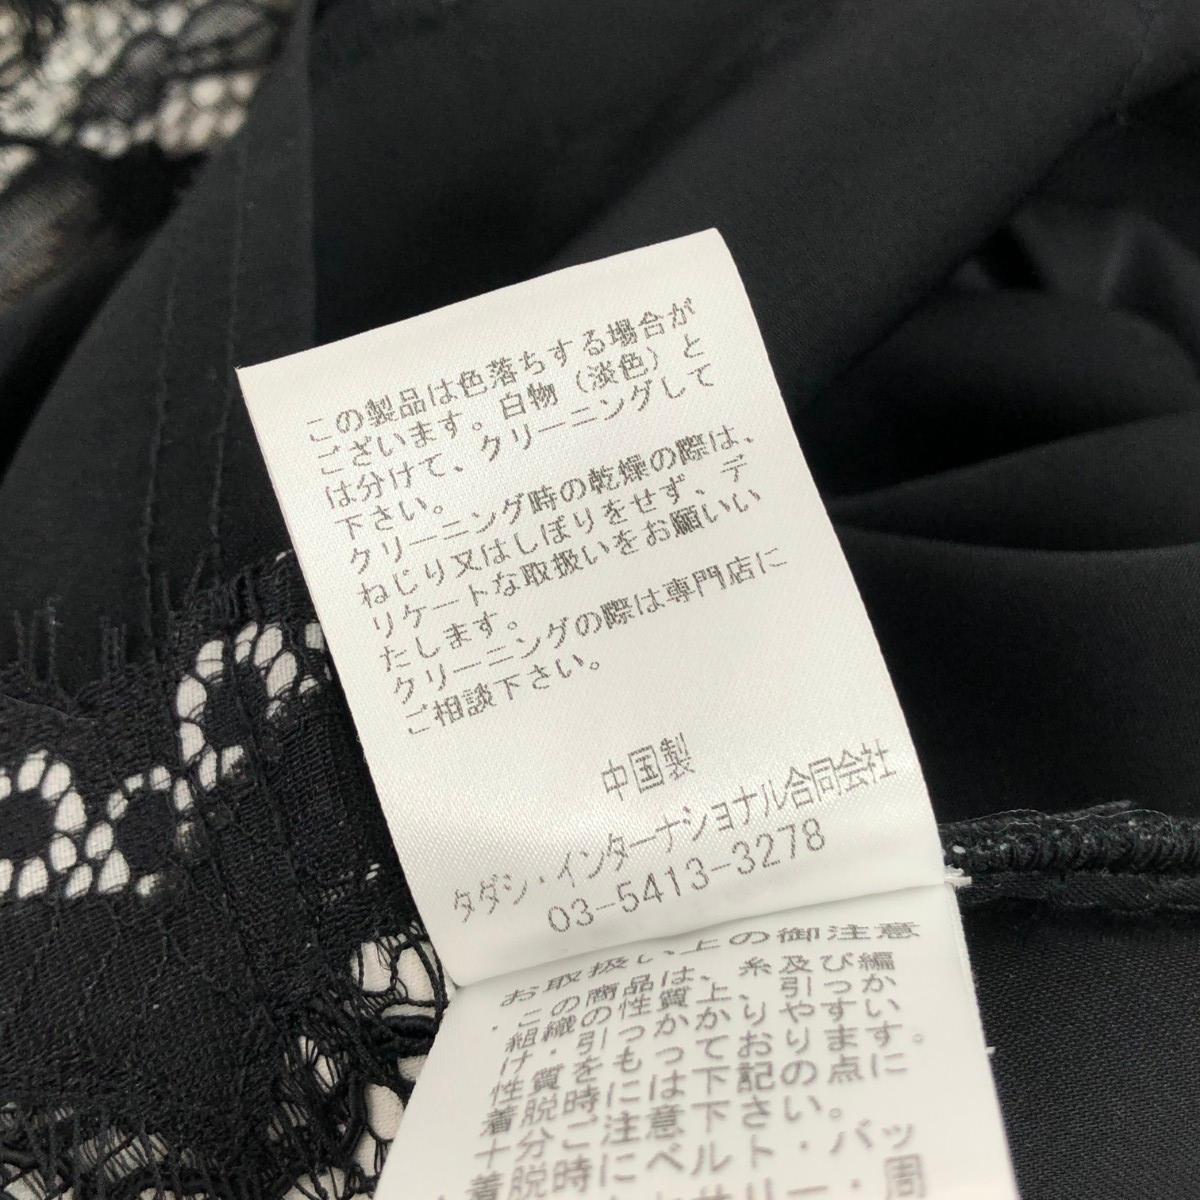 この製品は色落ちする場合が
ございます。白物（淡色）と
は分けて、クリーニングして
下さい。
クリーニング時の乾燥の際は、
ねじり又はしぼりをせず、デ
リケートな取扱いをお願いい
たします。
クリーニングの際は専門店に
ご相談下さい。
中国製
タダシ・インターナショナル合同会社
03-5413-3278
お取扱い上の御注意
・この商品は、糸及び編
組織の性質上、引っか
け・引っかかりやすい
性質をもっております。
着脱時には下記の点に
十分ご注意下さい。
着脱時にベルト・バッ